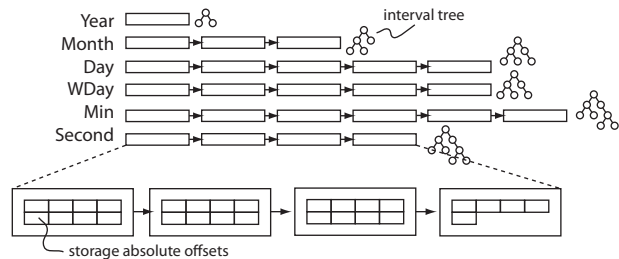 Year
Month
interval tree
Day
WDay
Min
Second
storage absolute offsets